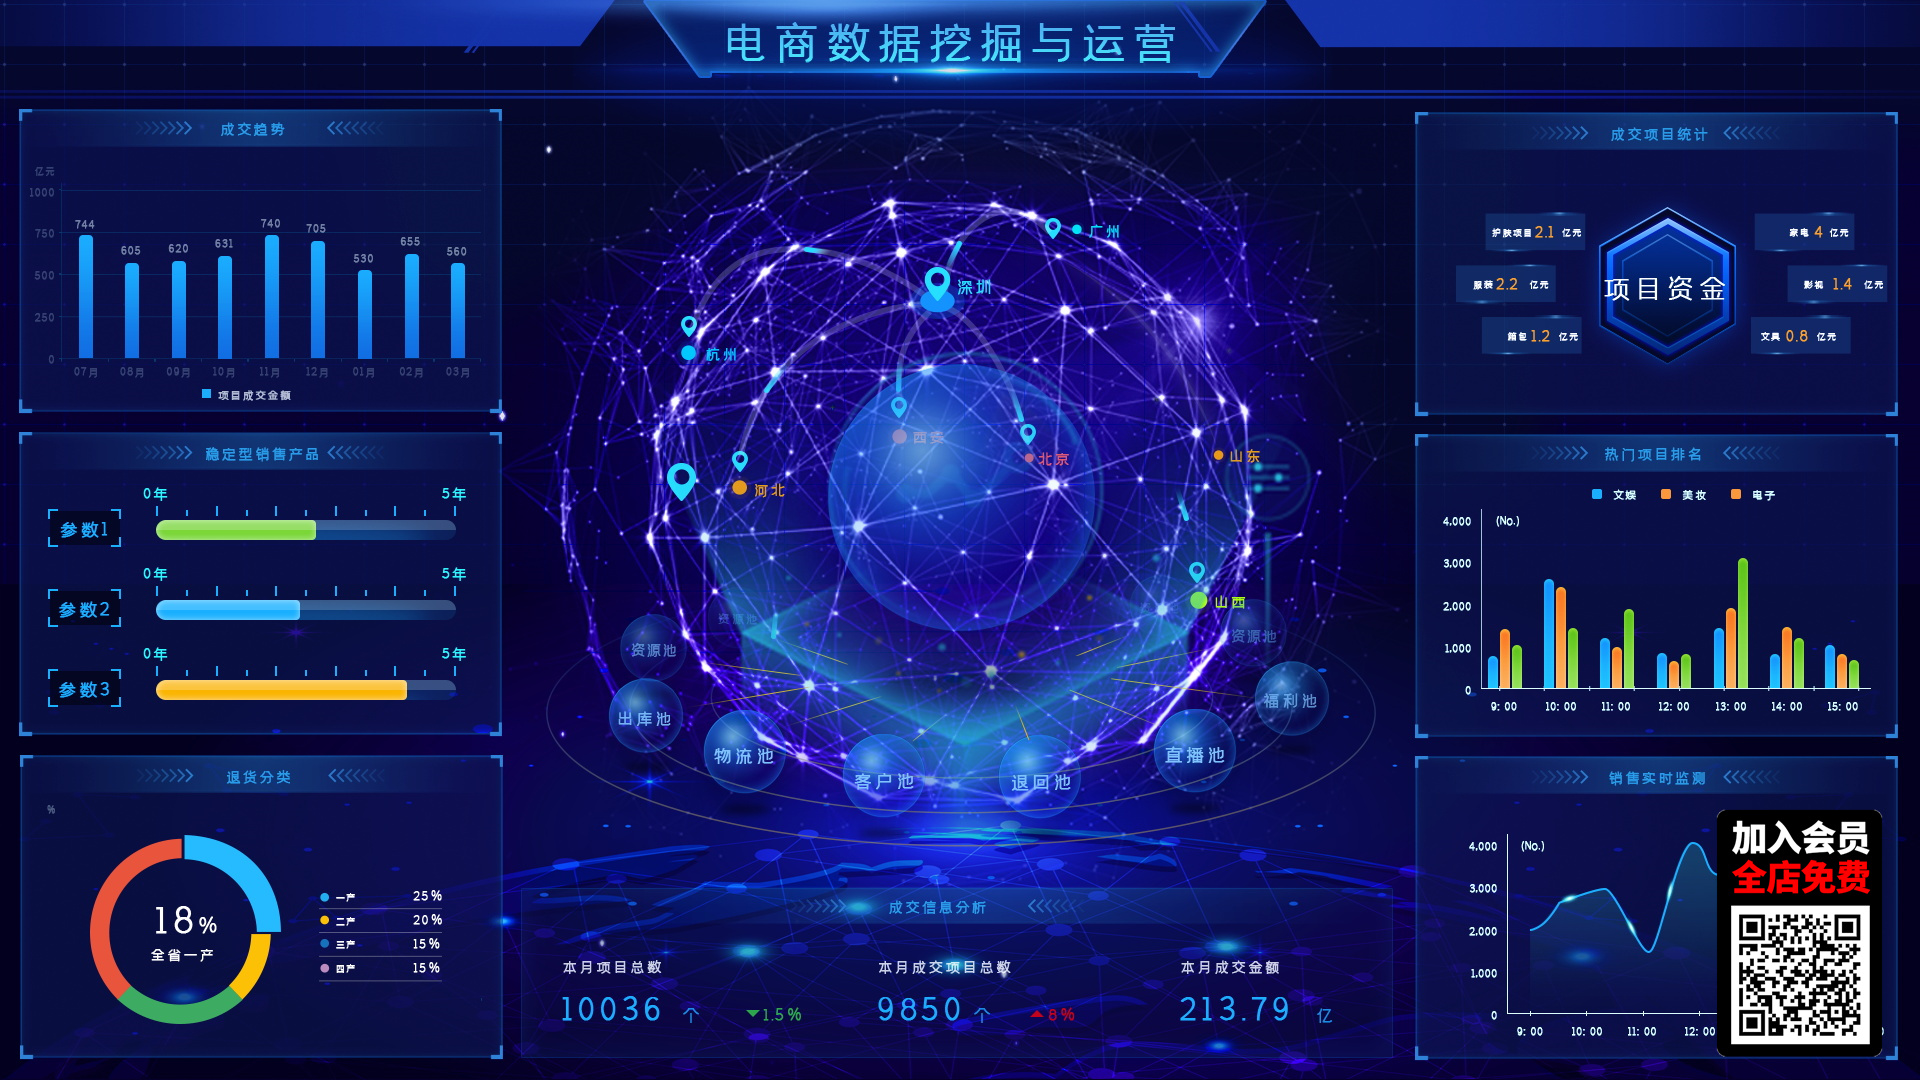 电商数据挖掘与运营
成交趋势
亿元
1000
750
500
250
0
744
605
620
631
740
705
530
655
560
07月 08月 09月 10月 11月 12月 01月 02月 03月
项目成交金额
稳定型销售产品
0年 5年
参数1
0年 5年
参数2
0年 5年
参数3
退货分类
%
18%
全省一产
一产 25%
二产 20%
三产 15%
四产 15%
广州
深圳
杭州
西安
北京
河北
山东
山西
资源池
资源池
资源池
出库池
物流池
客户池
退回池
直播池
福利池
成交信息分析
本月项目总数
10036 个 1.5%
本月成交项目总数
9850 个 8%
本月成交金额
213.79 亿
成交项目统计
护肤项目 2.1 亿元
服装 2.2 亿元
箱包 1.2 亿元
项目资金
家电 4 亿元
影视 1.4 亿元
文具 0.8 亿元
热门项目排名
文娱 美妆 电子
(No.)
4.000
3.000
2.000
1.000
0
9:00 10:00 11:00 12:00 13:00 14:00 15:00
销售实时监测
(No.)
4.000
3.000
2.000
1.000
0
9:00 10:00 11:00 12:00
加入会员
全店免费